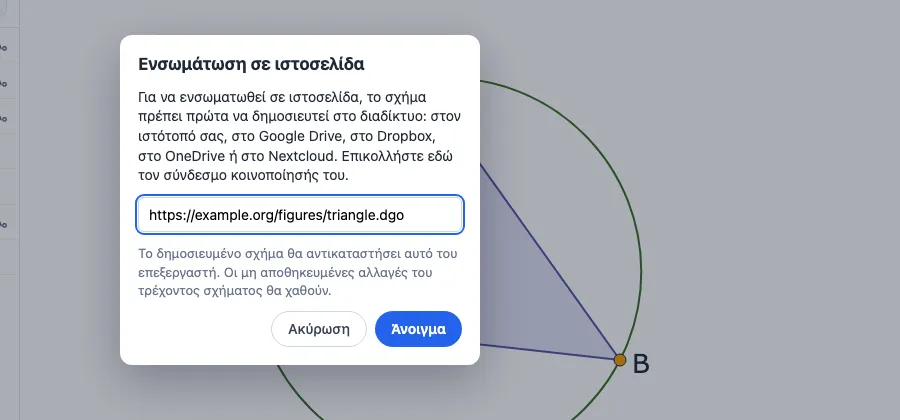 Ενσωμάτωση σε ιστοσελίδα
Για να ενσωματωθεί σε ιστοσελίδα, το σχήμα
πρέπει πρώτα να δημοσιευτεί στο διαδίκτυο: στον
ιστότοπό σας, στο Google Drive, στο Dropbox,
στο OneDrive ή στο Nextcloud. Επικολλήστε εδώ
τον σύνδεσμο κοινοποίησής του.
https://example.org/figures/triangle.dgo
Το δημοσιευμένο σχήμα θα αντικαταστήσει αυτό του
επεξεργαστή. Οι μη αποθηκευμένες αλλαγές του
τρέχοντος σχήματος θα χαθούν.
Ακύρωση
Άνοιγμα
B